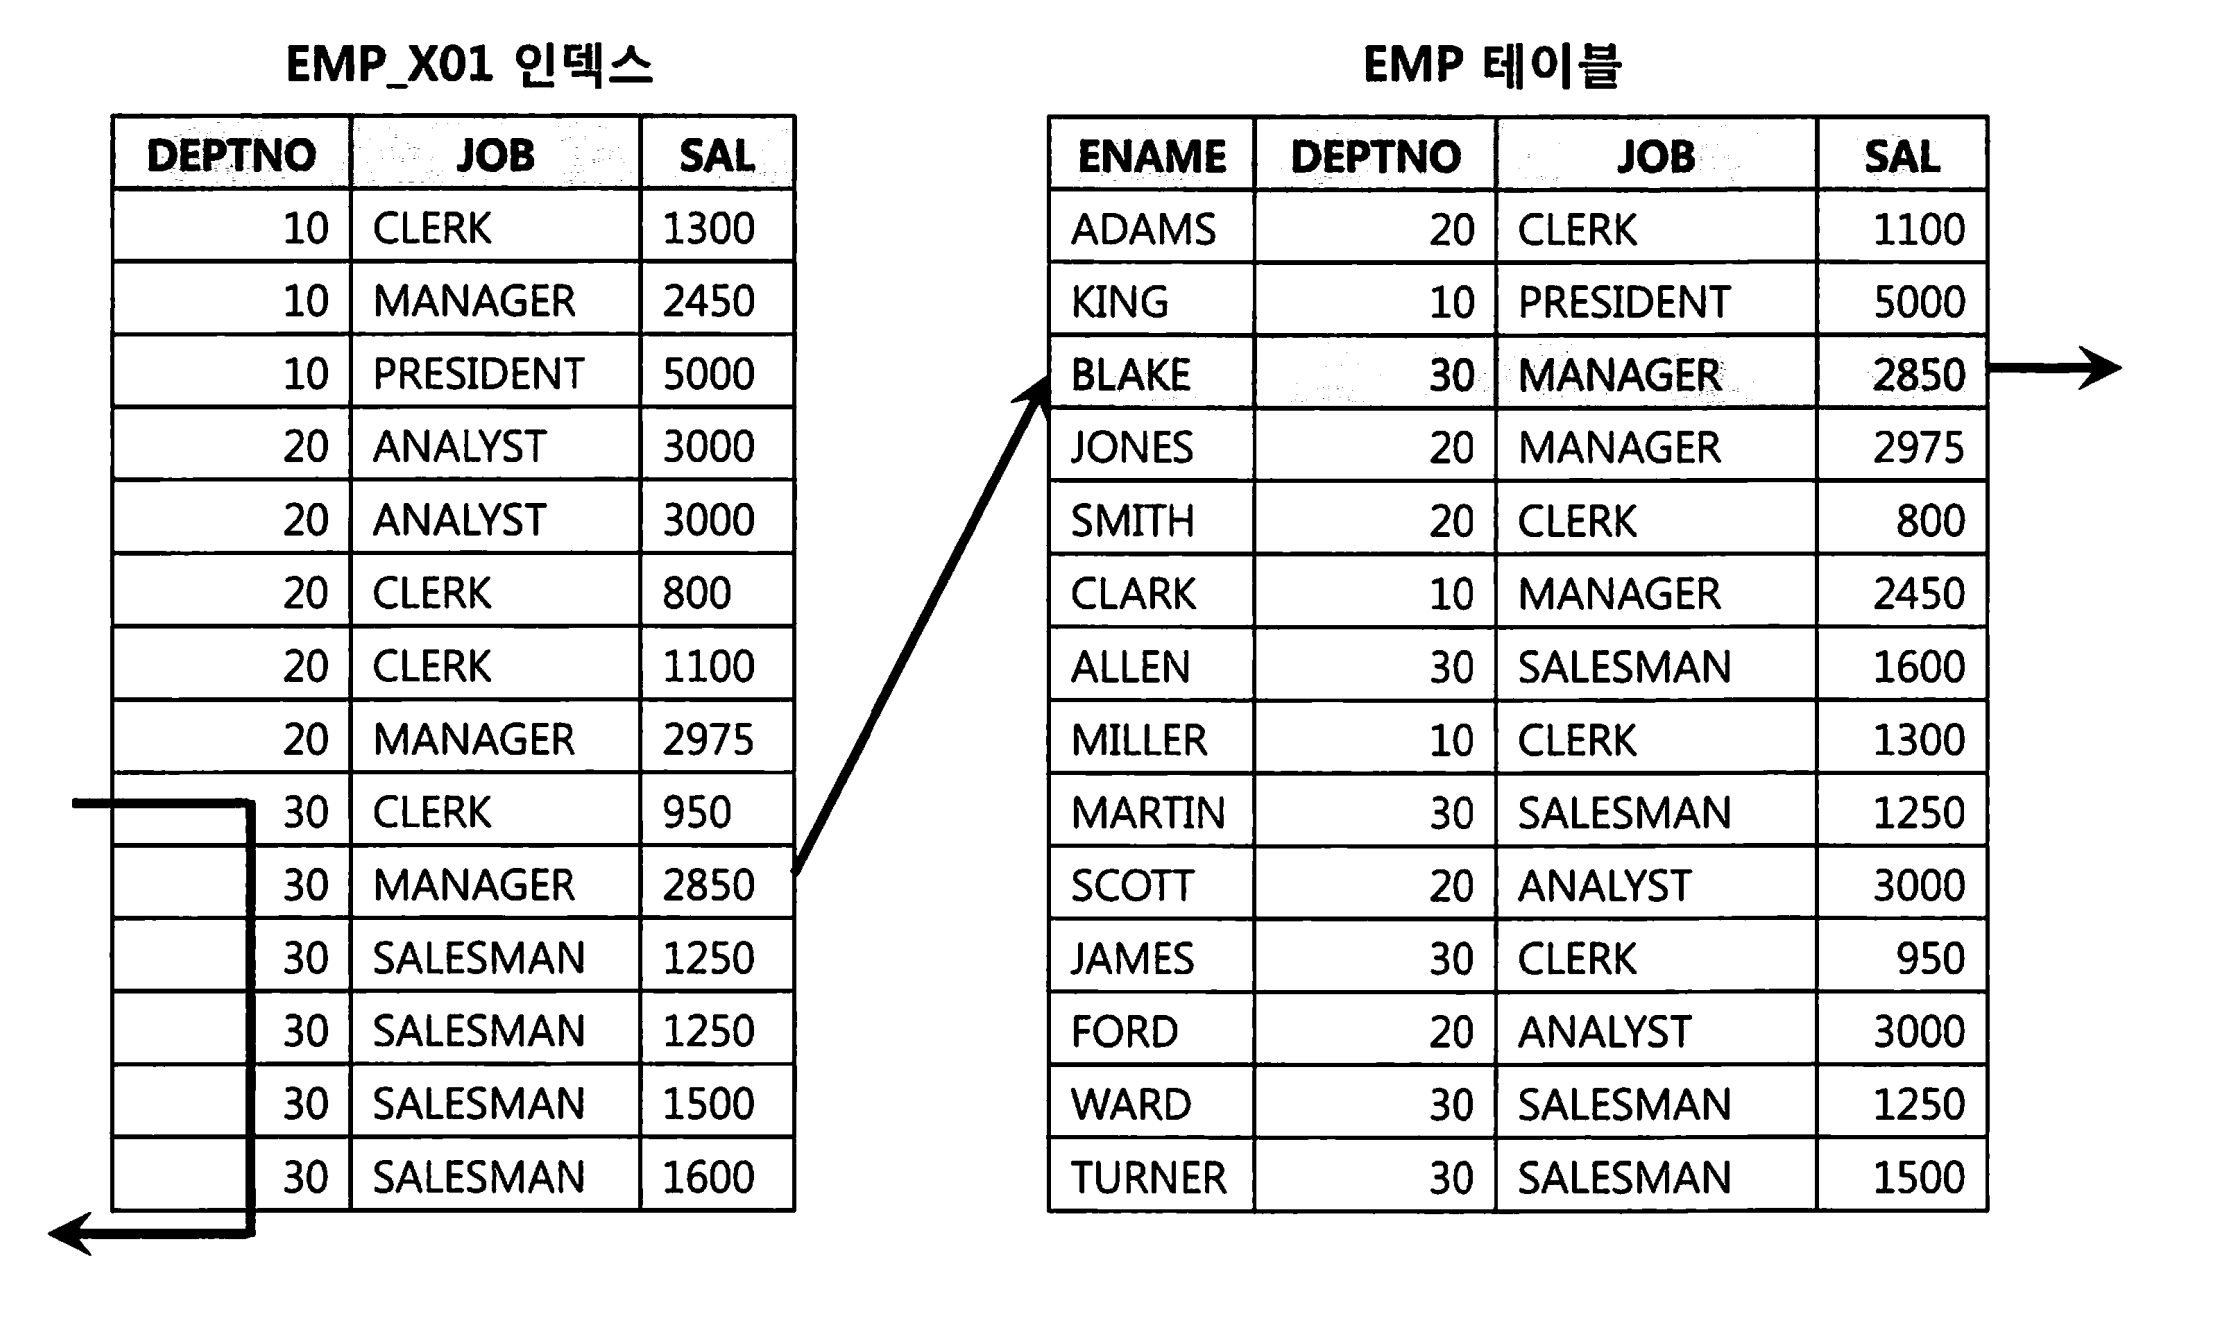 EMP_X01 인덱스
DEPTNO JOB SAL
10 CLERK 1300
10 MANAGER 2450
10 PRESIDENT 5000
20 ANALYST 3000
20 ANALYST 3000
20 CLERK 800
20 CLERK 1100
20 MANAGER 2975
30 CLERK 950
30 MANAGER 2850
30 SALESMAN 1250
30 SALESMAN 1250
30 SALESMAN 1500
30 SALESMAN 1600
EMP 테이블
ENAME DEPTNO JOB SAL
ADAMS 20 CLERK 1100
KING 10 PRESIDENT 5000
BLAKE 30 MANAGER 2850
JONES 20 MANAGER 2975
SMITH 20 CLERK 800
CLARK 10 MANAGER 2450
ALLEN 30 SALESMAN 1600
MILLER 10 CLERK 1300
MARTIN 30 SALESMAN 1250
SCOTT 20 ANALYST 3000
JAMES 30 CLERK 950
FORD 20 ANALYST 3000
WARD 30 SALESMAN 1250
TURNER 30 SALESMAN 1500